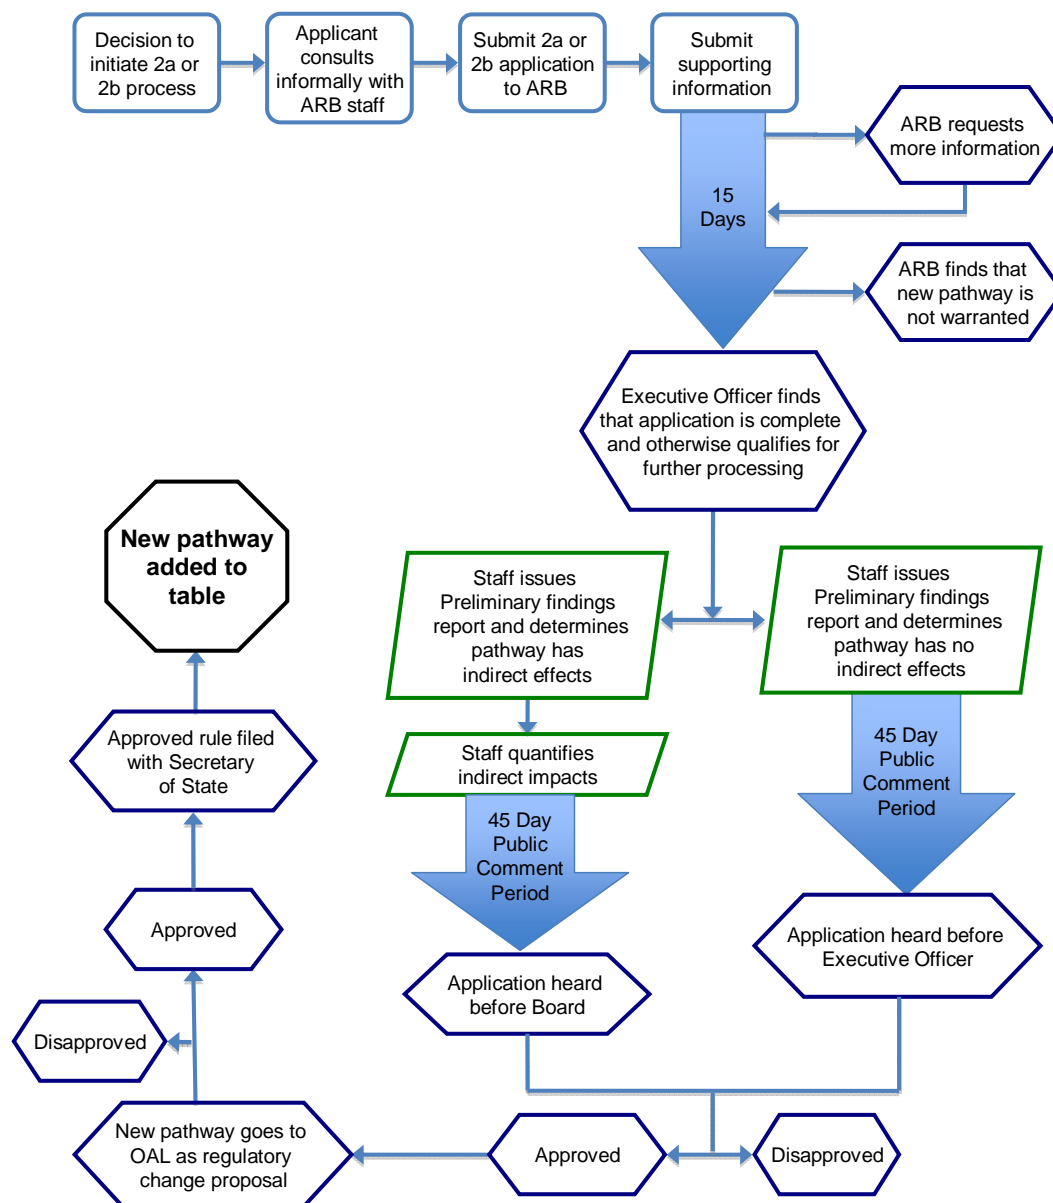 Decision to
initiate 2a or
2b process
Applicant
consults
informally with
ARB staff
Submit 2a or
2b application
to ARB
Submit
supporting
information
ARB requests
more information
15
Days
ARB finds that
new pathway is
not warranted
Executive Officer finds
that application is complete
and otherwise qualifies for
further processing
New pathway
added to
table
Staff issues
Preliminary findings
report and determines
pathway has
indirect effects
Staff issues
Preliminary findings
report and determines
pathway has no
indirect effects
Approved rule filed
with Secretary
of State
Staff quantifies
indirect impacts
45 Day
Public
Comment
Period
45 Day
Public
Comment
Period
Approved
Application heard before
Executive Officer
Application heard
before Board
Disapproved
New pathway goes to
OAL as regulatory
change proposal
Approved
Disapproved